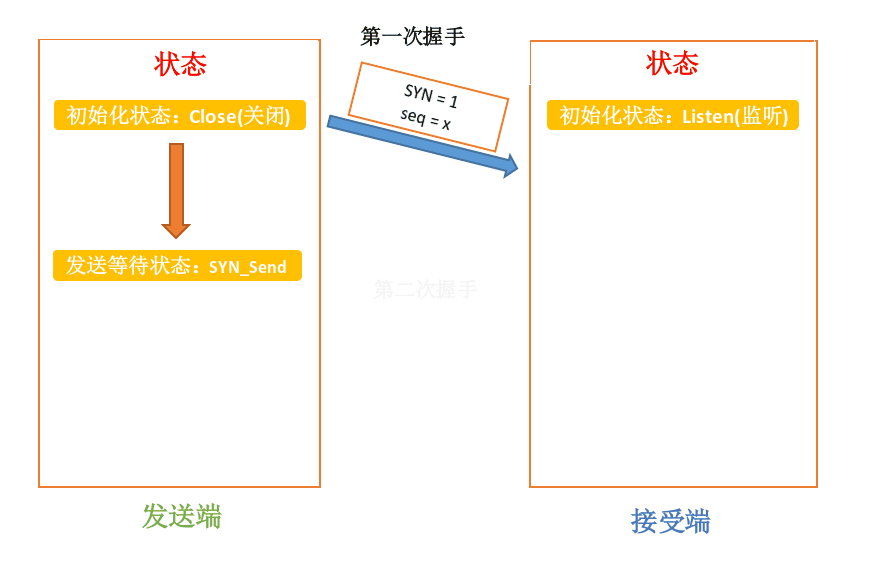 第一次握手
状态
初始化状态：Close(关闭)
发送等待状态：SYN_Send
发送端
SYN = 1
seq = x
第二次握手
状态
初始化状态：Listen(监听)
接受端